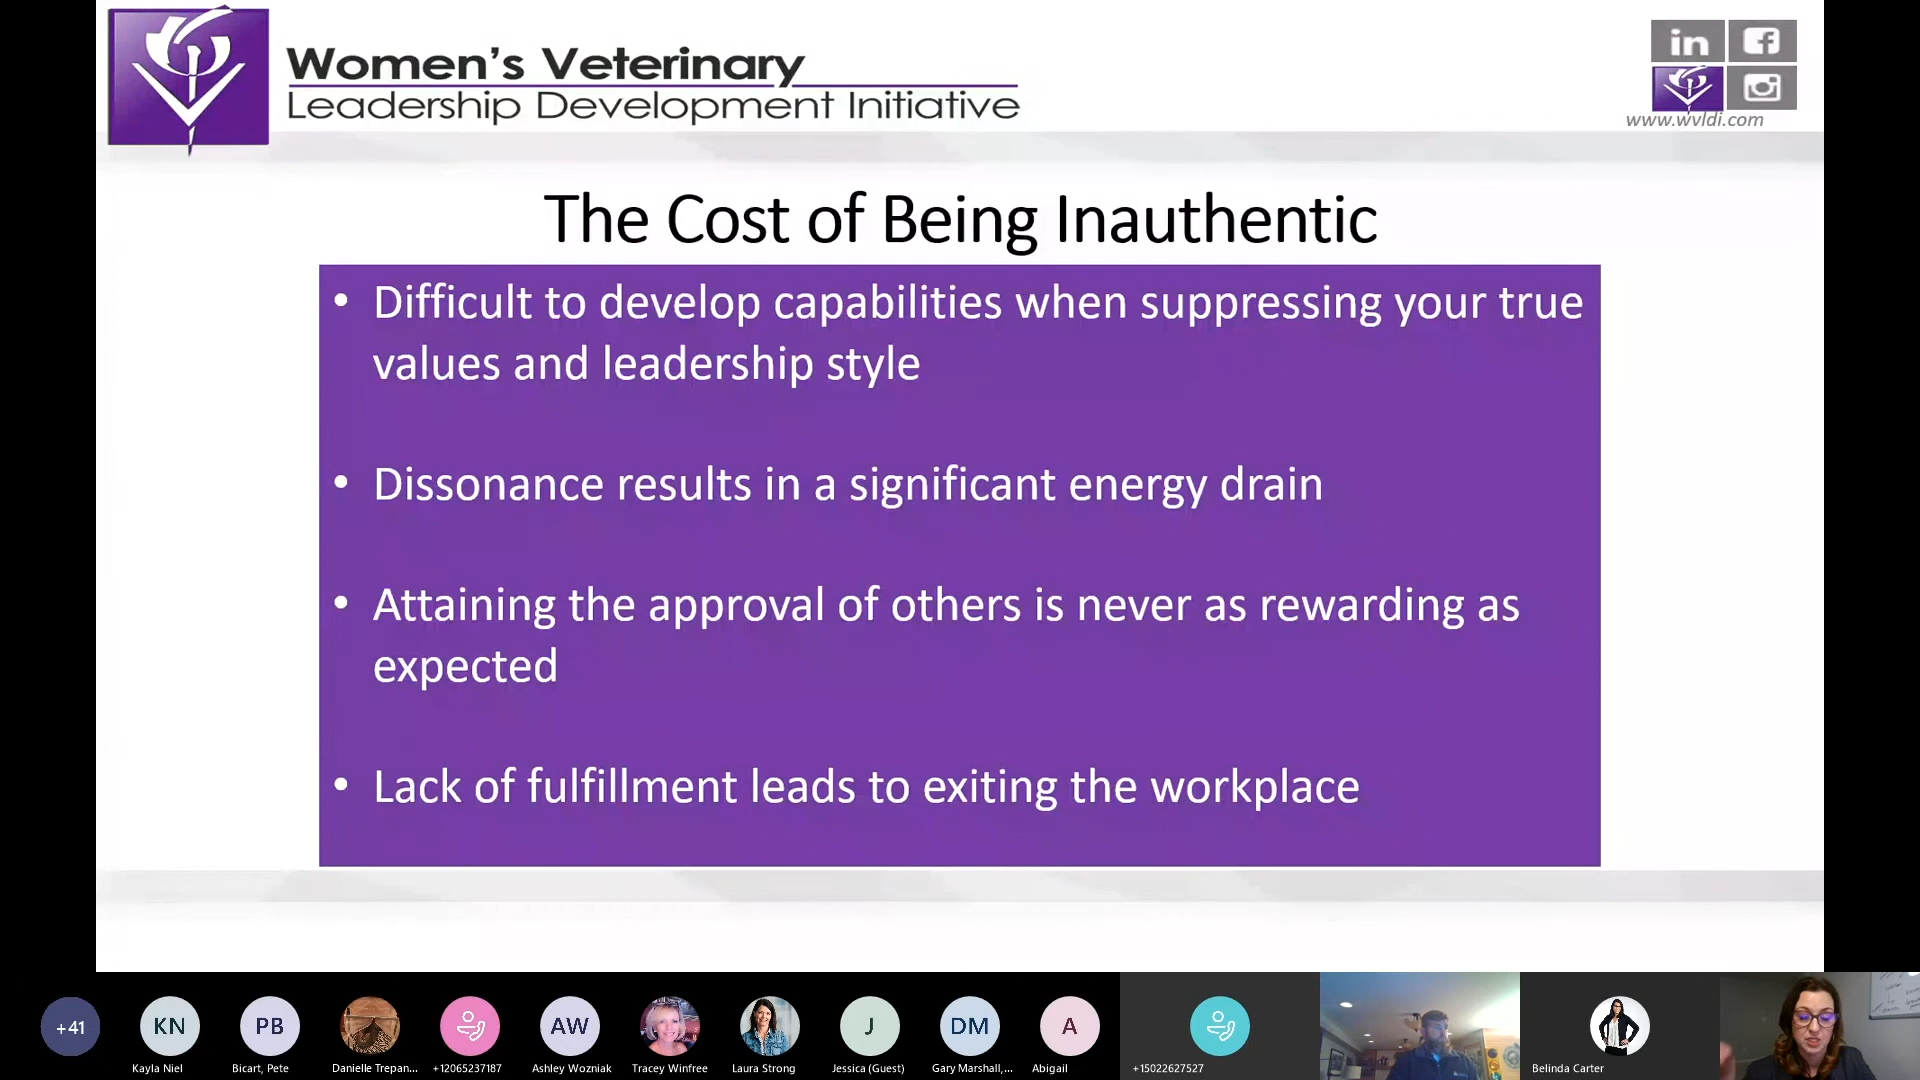 Women's Veterinary
Leadership Development Initiative
in
www.wvldi.com
The Cost of Being Inauthentic
• Difficult to develop capabilities when suppressing your true
values and leadership style
• Dissonance results in a significant energy drain
• Attaining the approval of others is never as rewarding as
expected
• Lack of fulfillment leads to exiting the workplace
+41
KN
PB
AW
J
DM
A
Kayla Niel
Bicart, Pete
Danielle Trepan...
+12065237187
Ashley Wozniak
Tracey Winfree
Laura Strong
Jessica (Guest)
Gary Marshall,...
Abigail
+15022627527
Belinda Carter